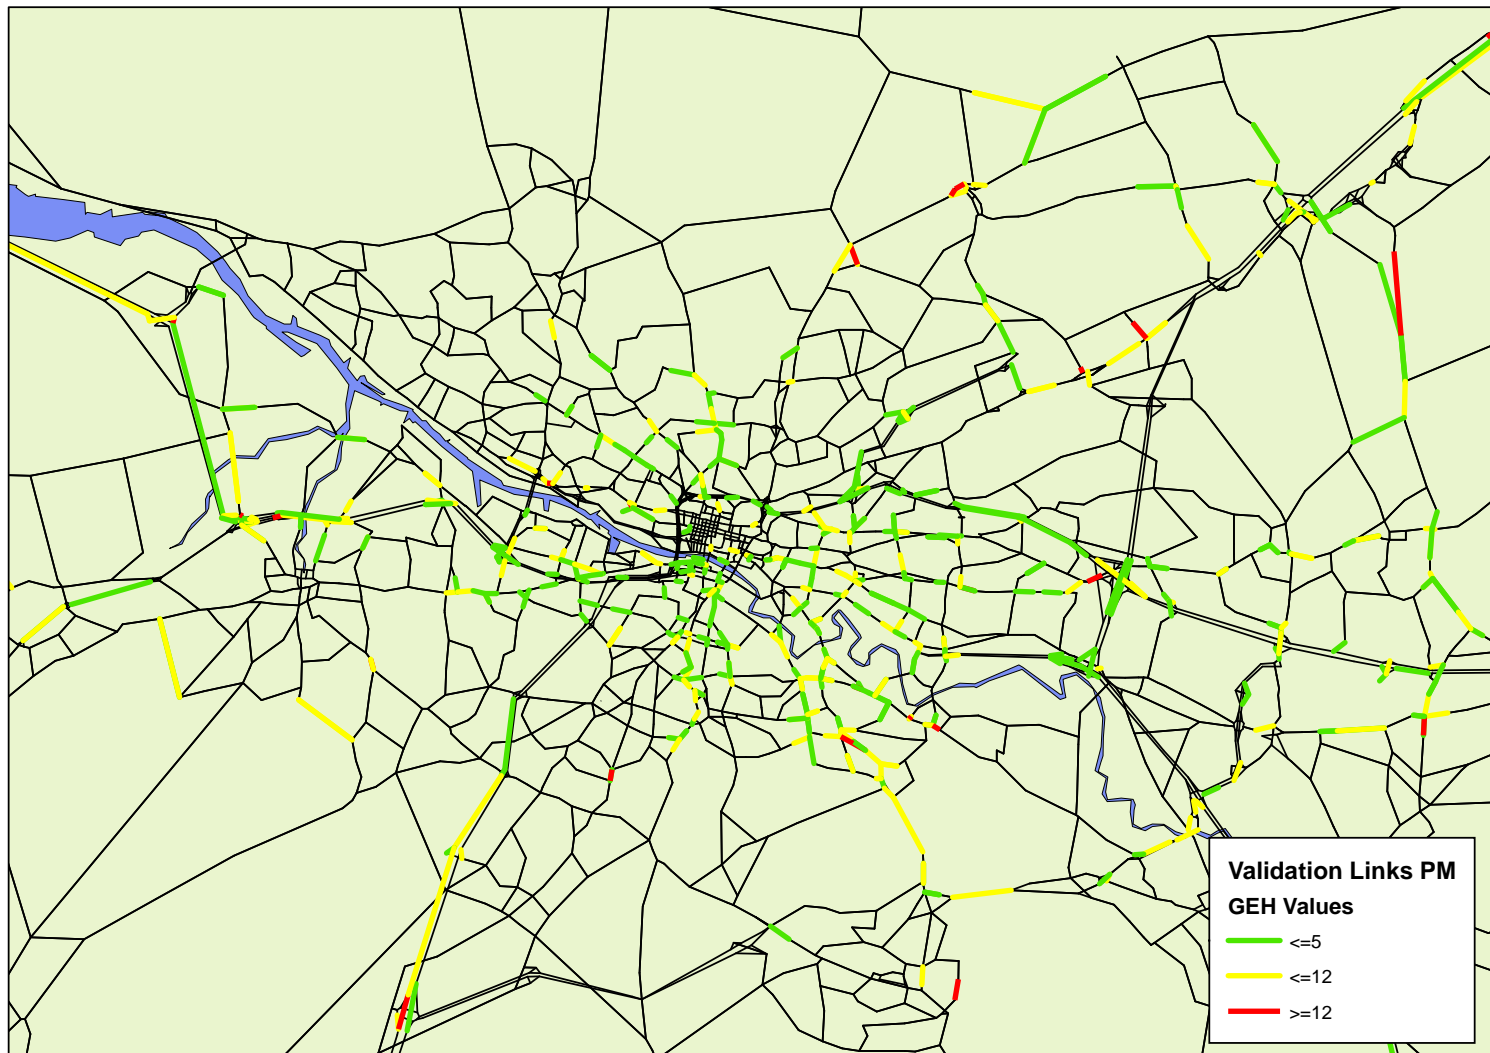 Validation Links PM
GEH Values
<=5
<=12
>=12